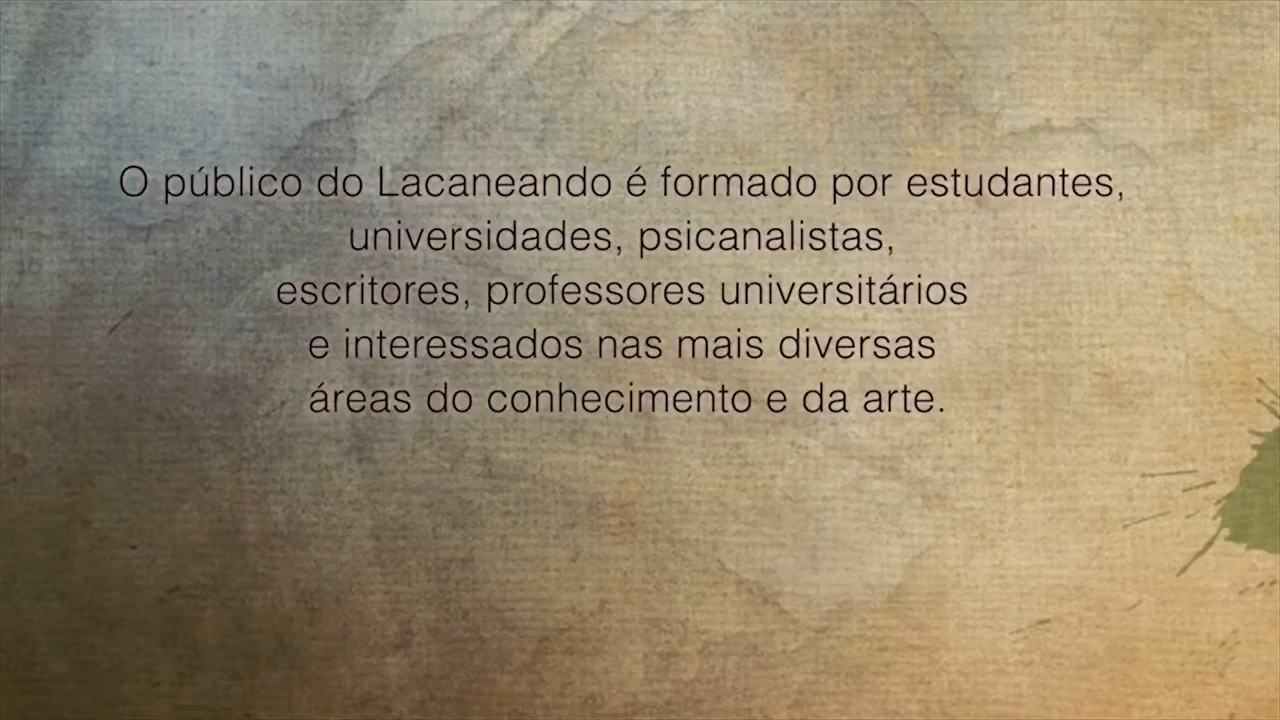 O público do Lacaneando é formado por estudantes,
universidades, psicanalistas,
escritores, professores universitários
e interessados nas mais diversas
áreas do conhecimento e da arte.